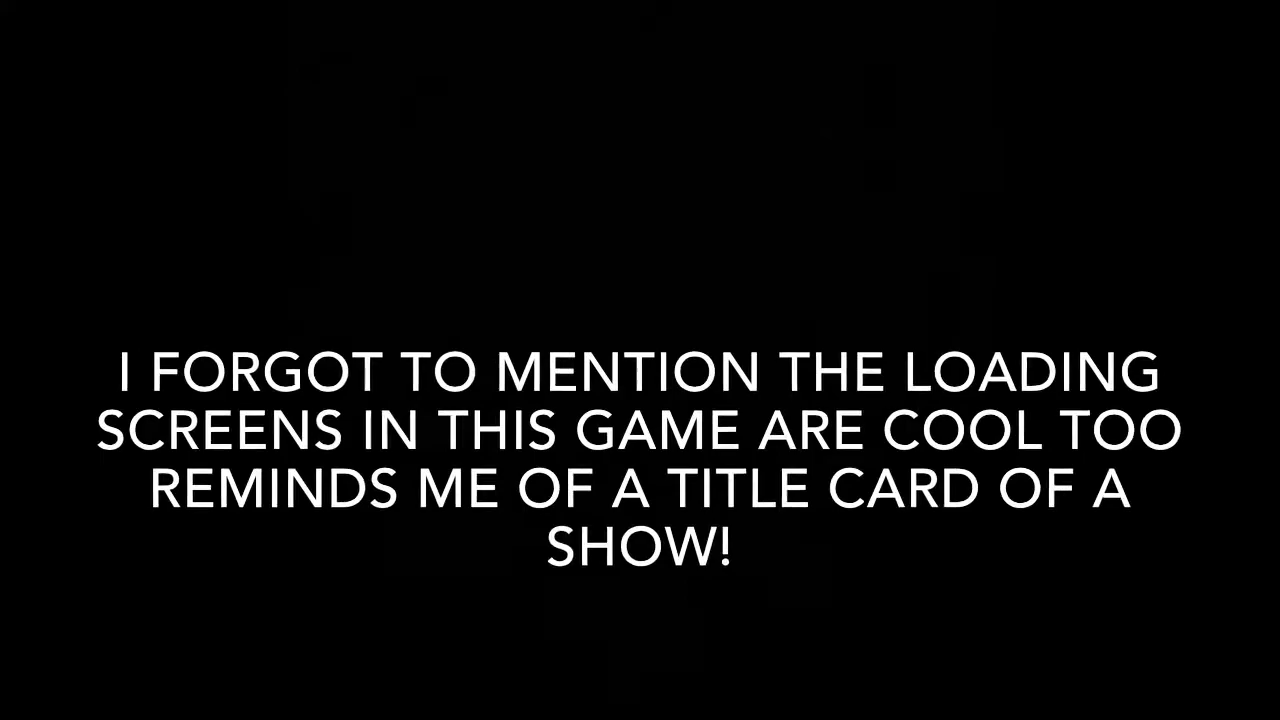 I FORGOT TO MENTION THE LOADING
SCREENS IN THIS GAME ARE COOL TOO
REMINDS ME OF A TITLE CARD OF A
SHOW!